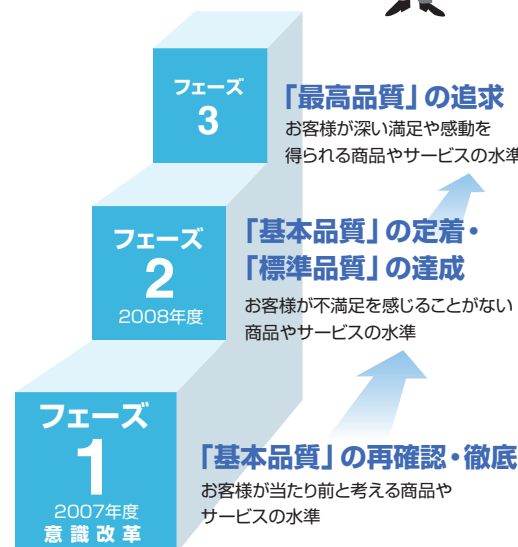 フェーズ
3
「最高品質」の追求
お客様が深い満足や感動を
得られる商品やサービスの水準
フェーズ
2
2008年度
「基本品質」の定着・
「標準品質」の達成
お客様が不満足を感じることがない
商品やサービスの水準
フェーズ
1
2007年度
意識改革
「基本品質」の再確認・徹底
お客様が当たり前と考える商品や
サービスの水準